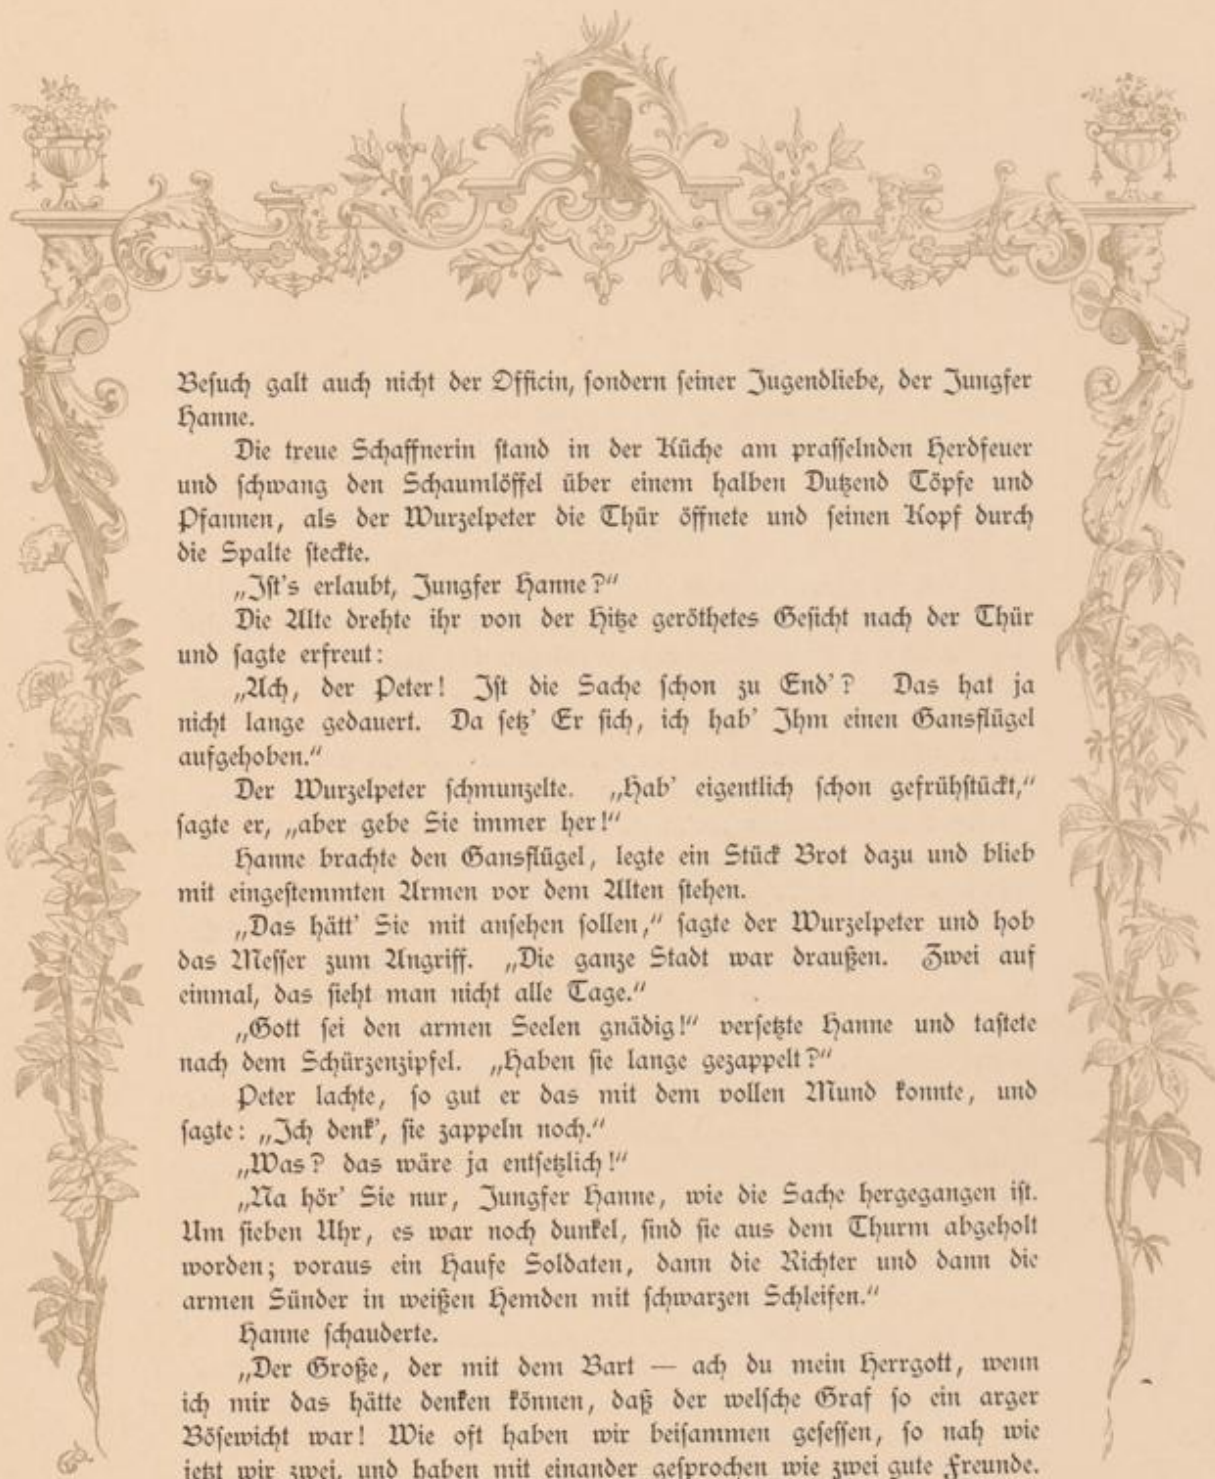 Besuch galt auch nicht der Officin, sondern seiner Jugendliebe, der Jungfer
Hanne.
Die treue Schaffnerin stand in der Küche am prasselnden Herdfeuer
und schwang den Schaumlöffel über einem halben Dutzend Töpfe und
Pfannen, als der Wurzelpeter die Thür öffnete und seinen Kopf durch
die Spalte steckte.
„Ist's erlaubt, Jungfer Hanne?“
Die Alte drehte ihr von der Hitze geröthetes Gesicht nach der Thür
und sagte erfreut:
„Ach, der Peter! Ist die Sache schon zu End'? Das hat ja
nicht lange gedauert. Da setz' Er sich, ich hab' Ihm einen Gansflügel
aufgehoben.“
Der Wurzelpeter schmunzelte. „Hab' eigentlich schon gefrühstückt,“
sagte er, „aber gebe Sie immer her!“
Hanne brachte den Gansflügel, legte ein Stück Brot dazu und blieb
mit eingestemmten Armen vor dem Alten stehen.
„Das hätt' Sie mit ansehen sollen,“ sagte der Wurzelpeter und hob
das Messer zum Angriff. „Die ganze Stadt war draußen. Zwei auf
einmal, das sieht man nicht alle Tage.“
„Gott sei den armen Seelen gnädig!“ versetzte Hanne und tastete
nach dem Schürzenzipfel. „Haben sie lange gezappelt?“
Peter lachte, so gut er das mit dem vollen Mund konnte, und
sagte: „Ich denk', sie zappeln noch.“
„Was? das wäre ja entsetzlich!“
„Na hör' Sie nur, Jungfer Hanne, wie die Sache hergegangen ist.
Um sieben Uhr, es war noch dunkel, sind sie aus dem Thurm abgeholt
worden; voraus ein Haufe Soldaten, dann die Richter und dann die
armen Sünder in weißen Hemden mit schwarzen Schleifen.“
Hanne schauderte.
„Der Große, der mit dem Bart — ach du mein Herrgott, wenn
ich mir das hätte denken können, daß der welsche Graf so ein arger
Bösewicht war! Wie oft haben wir beisammen gesessen, so nah wie
jetzt wir zwei, und haben mit einander gesprochen wie zwei gute Freunde.